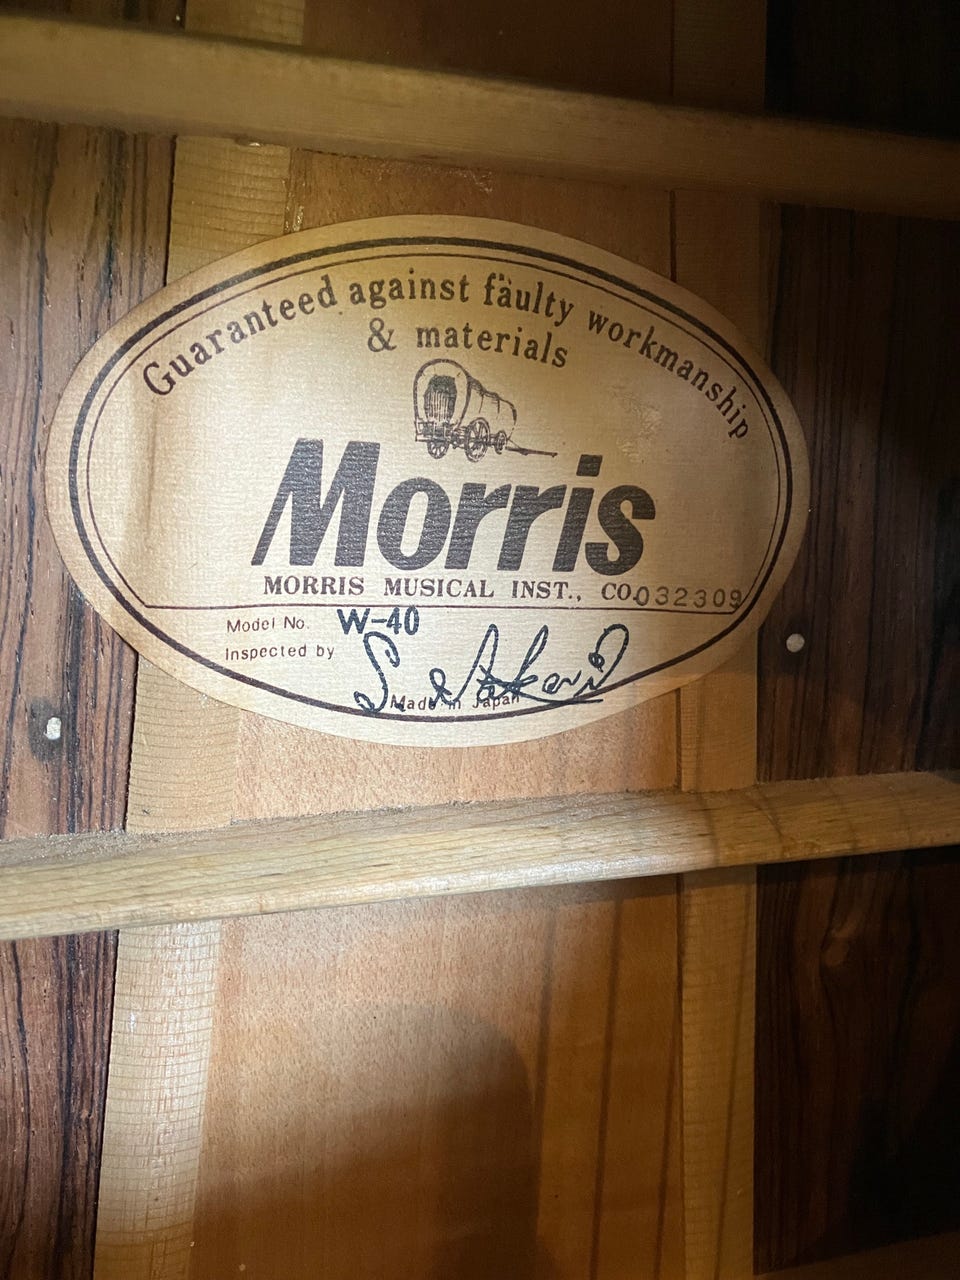 Guaranteed against faulty workmanship
& materials
Morris
MORRIS MUSICAL INST., CO. 032309
Model No. W-40
Inspected by
Made in Japan